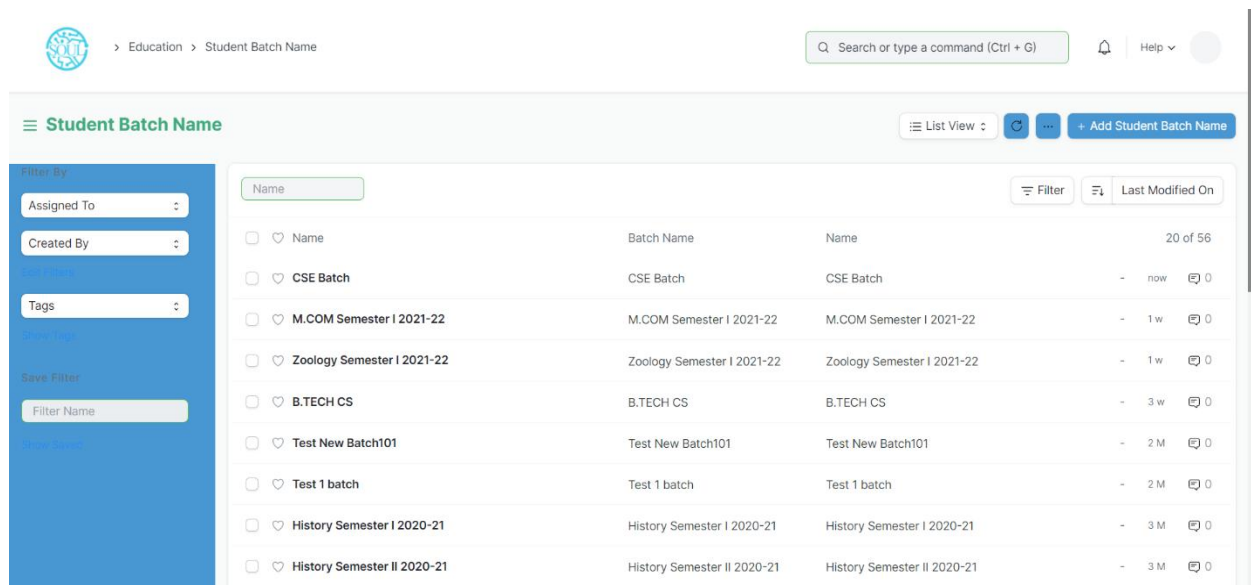 SOUL
> Education > Student Batch Name
Search or type a command (Ctrl + G)
Help
Student Batch Name
List View
...
+ Add Student Batch Name
Filter By
Assigned To
Created By
Edit Filters
Tags
Show Tags
Save Filter
Filter Name
Show Saved
Name
Filter
Last Modified On
Name Batch Name Name 20 of 56
CSE Batch CSE Batch CSE Batch - now 0
M.COM Semester I 2021-22 M.COM Semester I 2021-22 M.COM Semester I 2021-22 - 1 w 0
Zoology Semester I 2021-22 Zoology Semester I 2021-22 Zoology Semester I 2021-22 - 1 w 0
B.TECH CS B.TECH CS B.TECH CS - 3 w 0
Test New Batch101 Test New Batch101 Test New Batch101 - 2 M 0
Test 1 batch Test 1 batch Test 1 batch - 2 M 0
History Semester I 2020-21 History Semester I 2020-21 History Semester I 2020-21 - 3 M 0
History Semester II 2020-21 History Semester II 2020-21 History Semester II 2020-21 - 3 M 0